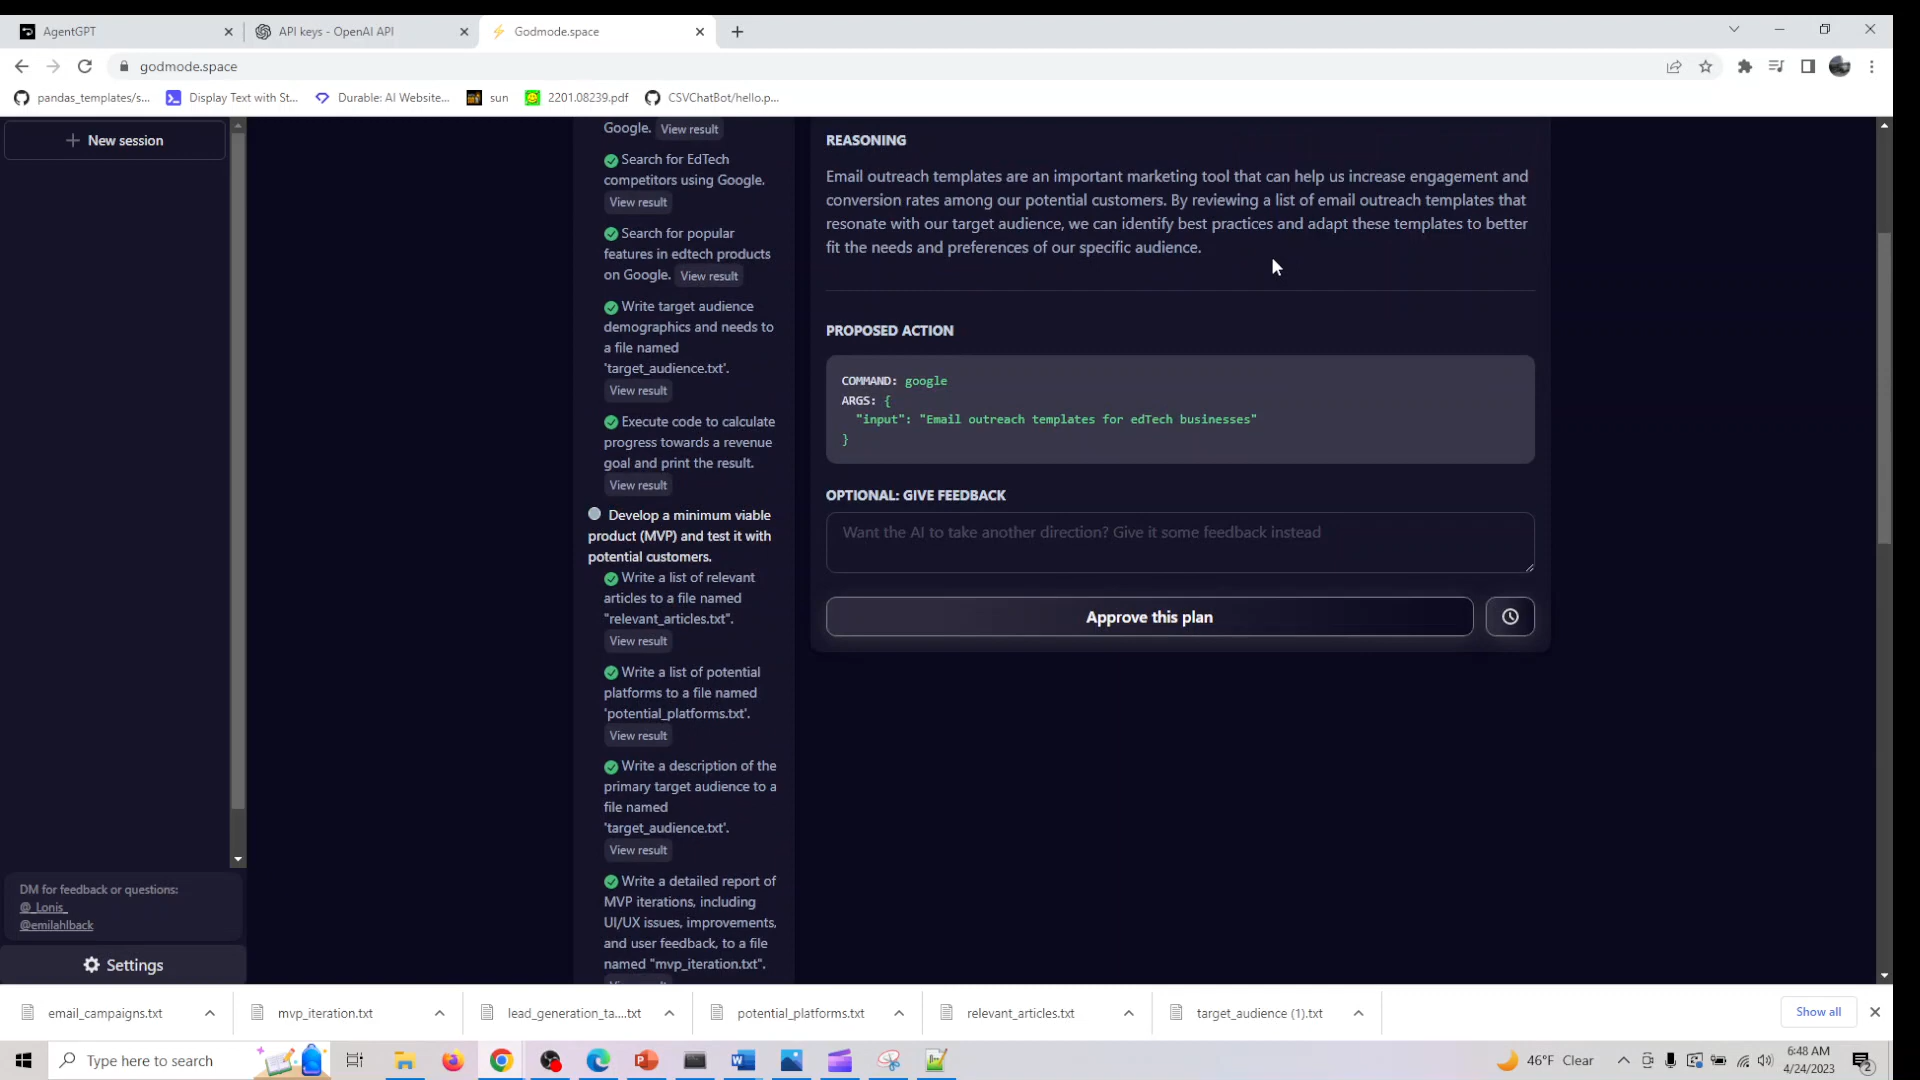 AgentGPT
API keys - OpenAI API
Godmode.space
godmode.space
pandas_templates/s...
Display Text with St...
Durable: AI Website...
sun
2201.08239.pdf
CSVChatBot/hello.p...
New session
DM for feedback or questions:
@_Lonis_
@emilahlback
Settings
Google. View result
Search for EdTech
competitors using Google.
View result
Search for popular
features in edtech products
on Google. View result
Write target audience
demographics and needs to
a file named
'target_audience.txt'.
View result
Execute code to calculate
progress towards a revenue
goal and print the result.
View result
Develop a minimum viable
product (MVP) and test it with
potential customers.
Write a list of relevant
articles to a file named
"relevant_articles.txt".
View result
Write a list of potential
platforms to a file named
'potential_platforms.txt'.
View result
Write a description of the
primary target audience to a
file named
'target_audience.txt'.
View result
Write a detailed report of
MVP iterations, including
UI/UX issues, improvements,
and user feedback, to a file
named "mvp_iteration.txt".
REASONING
Email outreach templates are an important marketing tool that can help us increase engagement and
conversion rates among our potential customers. By reviewing a list of email outreach templates that
resonate with our target audience, we can identify best practices and adapt these templates to better
fit the needs and preferences of our specific audience.
PROPOSED ACTION
COMMAND: google
ARGS: {
"input": "Email outreach templates for edTech businesses"
}
OPTIONAL: GIVE FEEDBACK
Want the AI to take another direction? Give it some feedback instead
Approve this plan
email_campaigns.txt
mvp_iteration.txt
lead_generation_ta....txt
potential_platforms.txt
relevant_articles.txt
target_audience (1).txt
Show all
Type here to search
46°F Clear
6:48 AM
4/24/2023
2